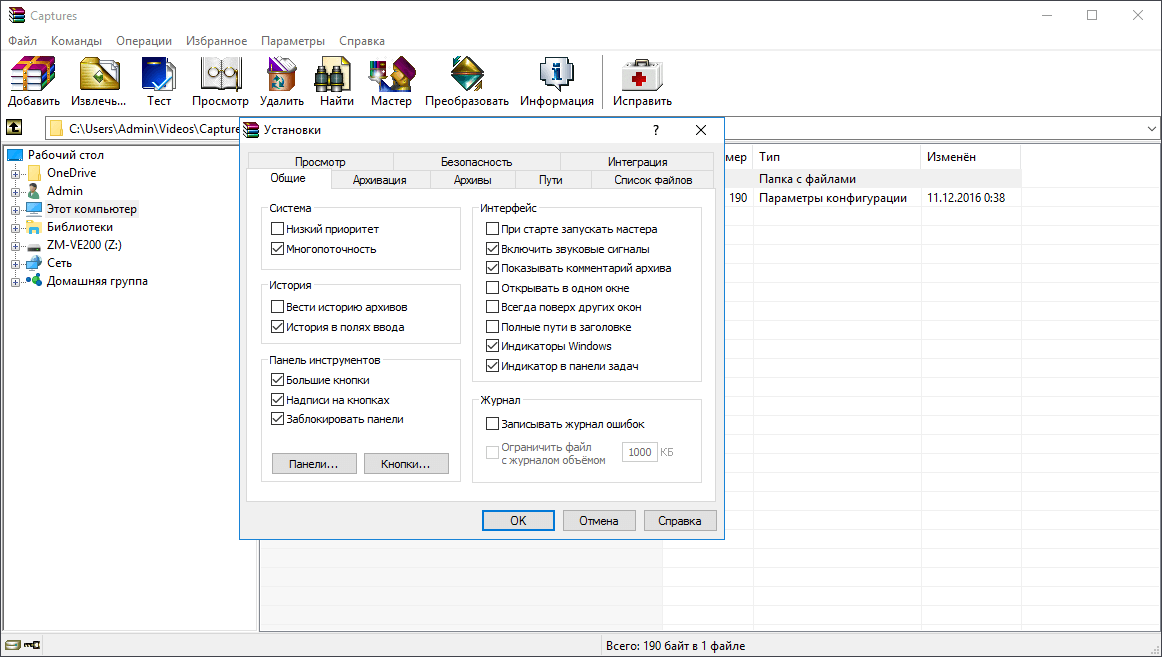 Captures
Файл Команды Операции Избранное Параметры Справка
Добавить Извлечь... Тест Просмотр Удалить Найти Мастер Преобразовать Информация Исправить
C:\Users\Admin\Videos\Capture
Рабочий стол
OneDrive
Admin
Этот компьютер
Библиотеки
ZM-VE200 (Z:)
Сеть
Домашняя группа
Установки
?
Просмотр Безопасность Интеграция
Общие Архивация Архивы Пути Список файлов
Система
Низкий приоритет
Многопоточность
История
Вести историю архивов
История в полях ввода
Панель инструментов
Большие кнопки
Надписи на кнопках
Заблокировать панели
Панели... Кнопки...
Интерфейс
При старте запускать мастера
Включить звуковые сигналы
Показывать комментарий архива
Открывать в одном окне
Всегда поверх других окон
Полные пути в заголовке
Индикаторы Windows
Индикатор в панели задач
Журнал
Записывать журнал ошибок
Ограничить файл
с журналом объёмом
1000 КБ
OK Отмена Справка
мер Тип Изменён
Папка с файлами
190 Параметры конфигурации 11.12.2016 0:38
Всего: 190 байт в 1 файле